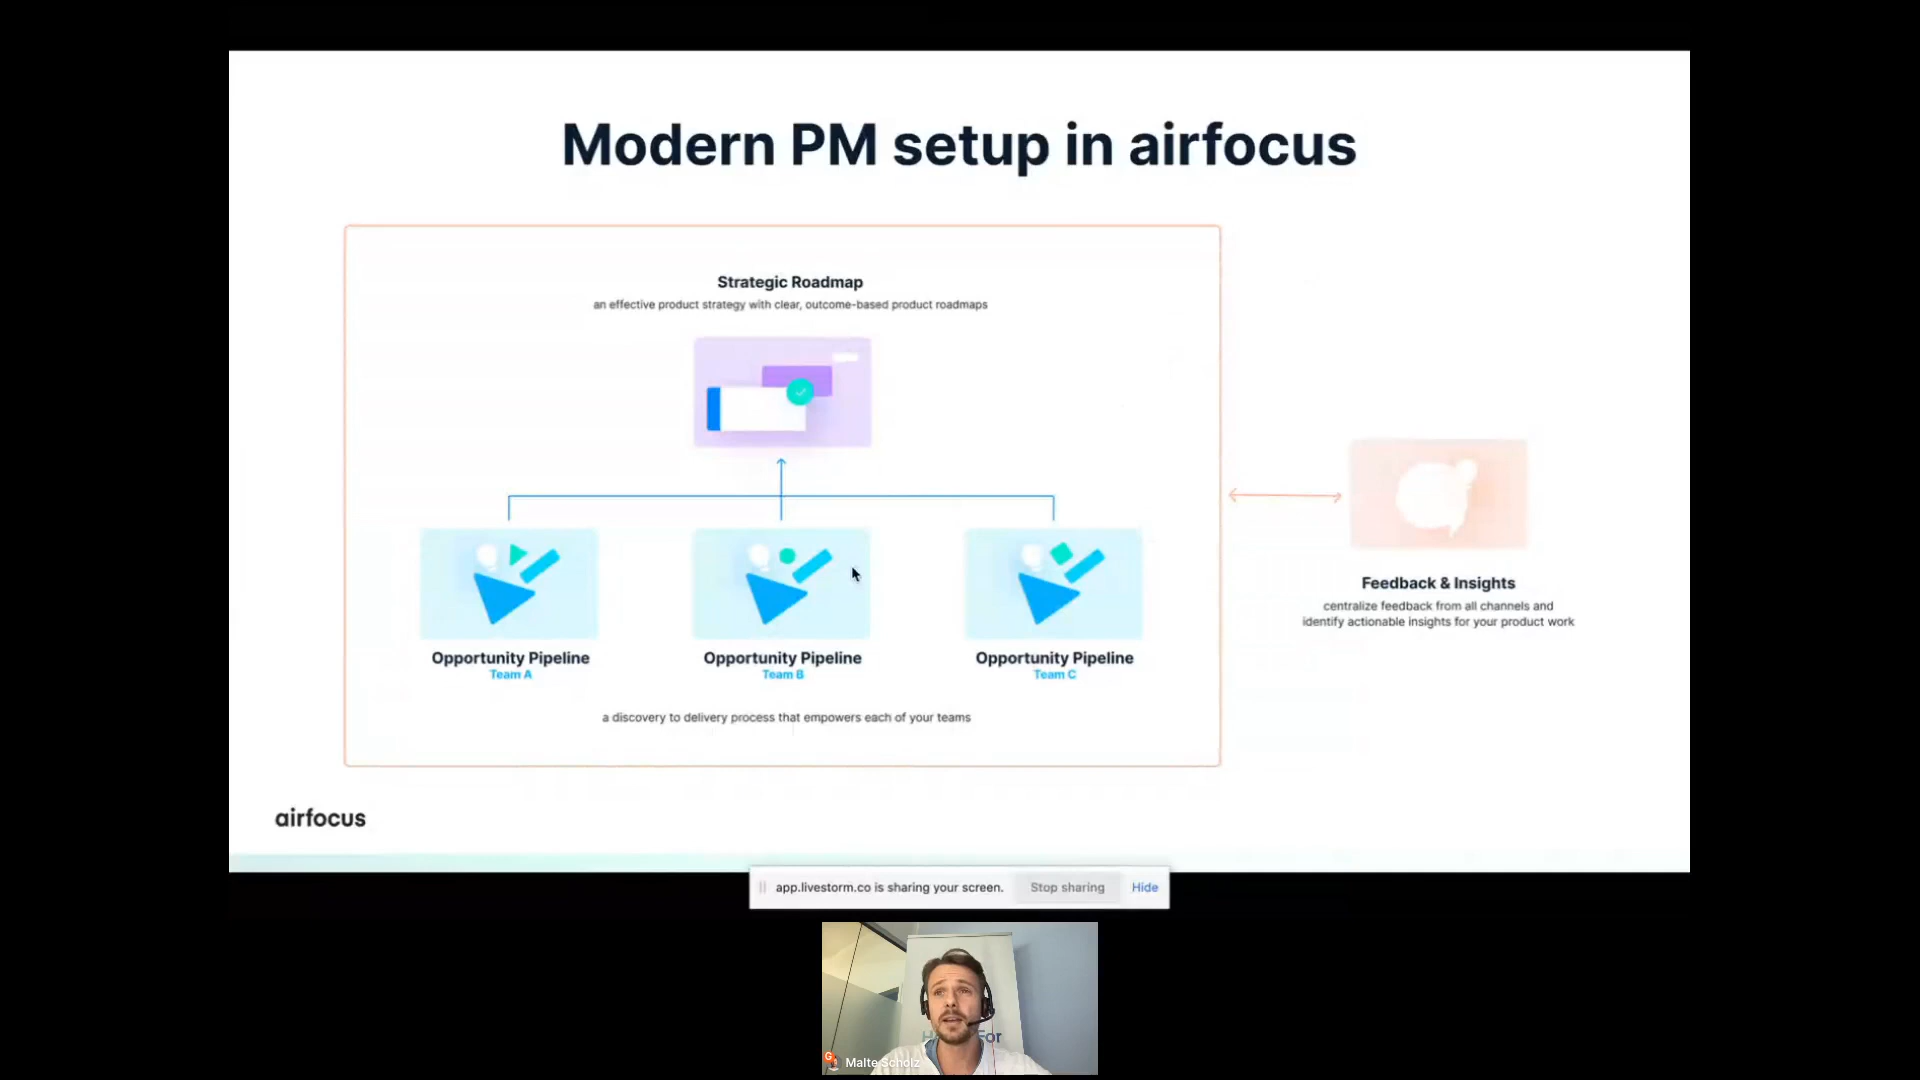 Modern PM setup in airfocus
Strategic Roadmap
an effective product strategy with clear, outcome-based product roadmaps
Opportunity Pipeline
Team A
Opportunity Pipeline
Team B
Opportunity Pipeline
Team C
a discovery to delivery process that empowers each of your teams
Feedback & Insights
centralize feedback from all channels and
identify actionable insights for your product work
airfocus
app.livestorm.co is sharing your screen.
Stop sharing
Hide
For
G
Malte Scholz